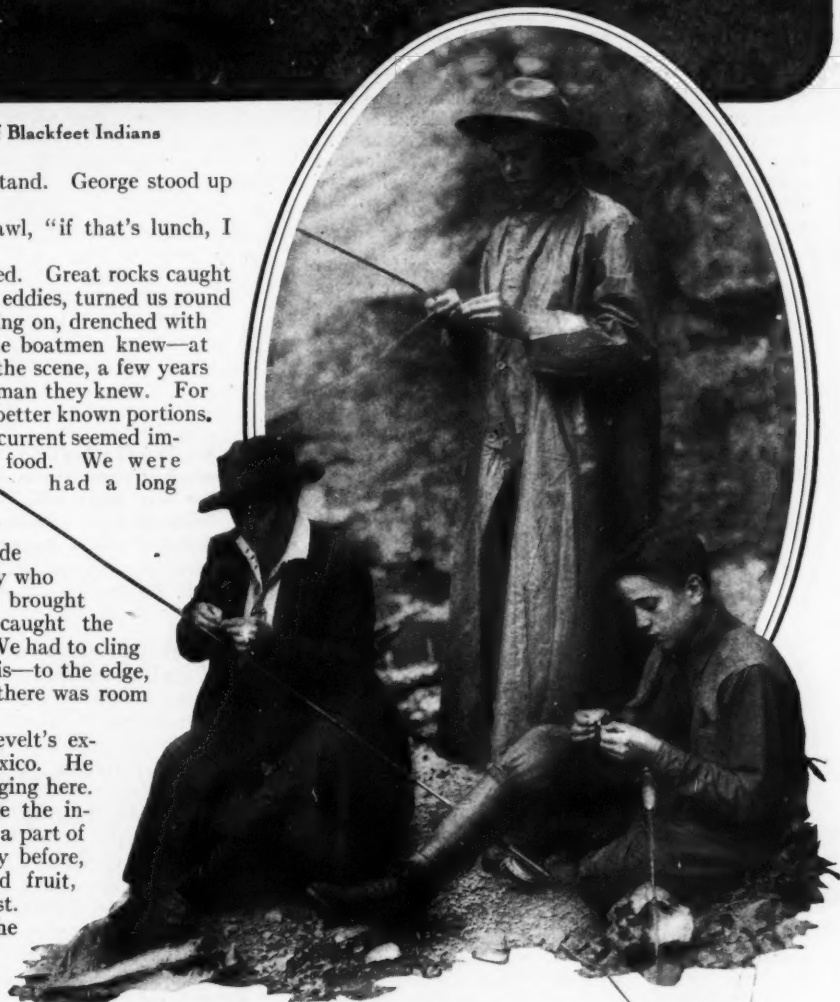 Blackfeet Indians
tand. George stood up
awl, "if that's lunch, I
ed. Great rocks caught
eddies, turned us round
ing on, drenched with
e boatmen knew—at
the scene, a few years
man they knew. For
better known portions.
current seemed im-
food. We were
had a long
de
y who
brought
caught the
We had to cling
is—to the edge,
there was room
evelt's ex-
xico. He
ging here.
e the in-
a part of
y before,
d fruit,
st.
he